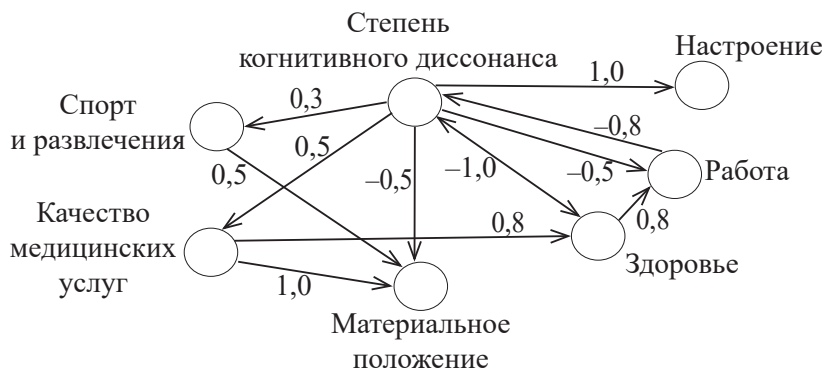 Степень
когнитивного диссонанса
Настроение
1,0
Спорт
и развлечения
0,3
–0,8
0,5
0,5
–0,5
–1,0
–0,5
Работа
Качество
медицинских
услуг
0,8
0,8
Здоровье
1,0
Материальное
положение